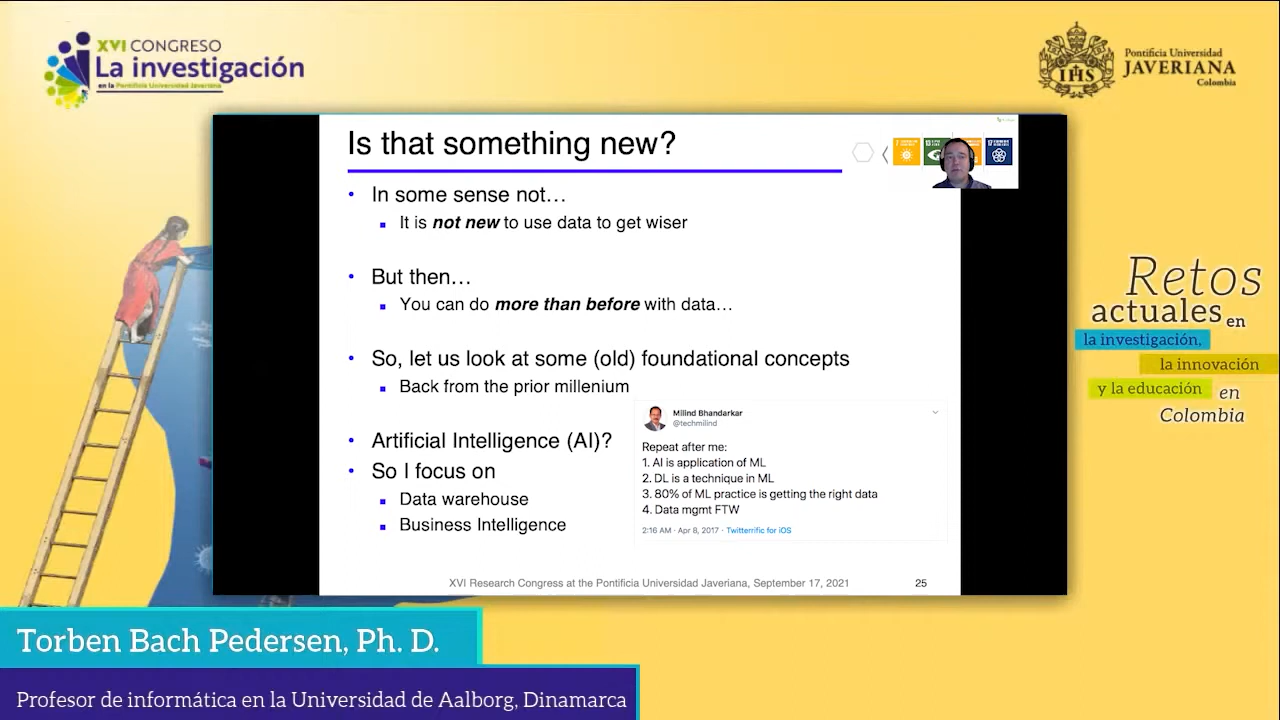 XVI CONGRESO
La investigación
en la Pontificia Universidad Javeriana
Pontificia Universidad
JAVERIANA
Colombia
IHS
Is that something new?
In some sense not…
It is not new to use data to get wiser
But then…
You can do more than before with data…
So, let us look at some (old) foundational concepts
Back from the prior millenium
Artificial Intelligence (AI)?
So I focus on
Data warehouse
Business Intelligence
Milind Bhandarkar
@techmilind
Repeat after me:
1. AI is application of ML
2. DL is a technique in ML
3. 80% of ML practice is getting the right data
4. Data mgmt FTW
2:16 AM · Apr 8, 2017 · Twitterrific for iOS
XVI Research Congress at the Pontificia Universidad Javeriana, September 17, 2021
25
Retos
actuales en
la investigación,
la innovación
y la educación en
Colombia
Torben Bach Pedersen, Ph. D.
Profesor de informática en la Universidad de Aalborg, Dinamarca